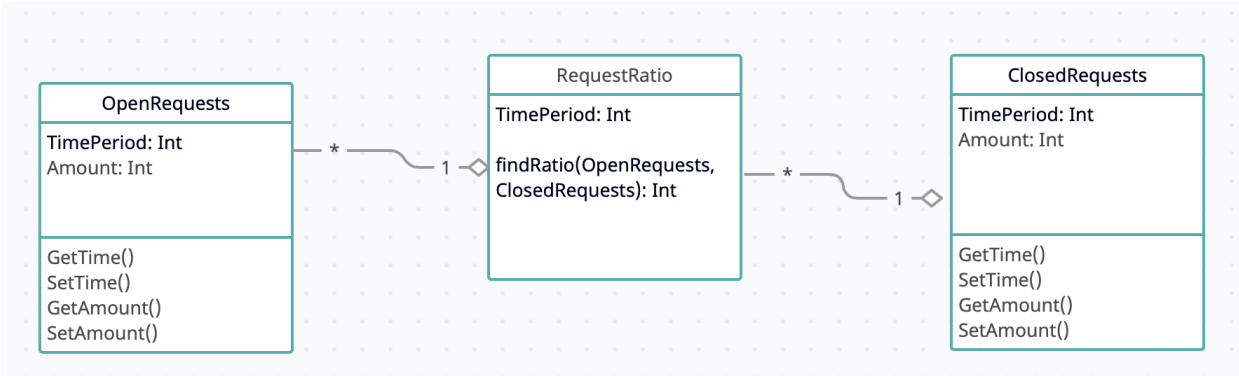 OpenRequests
TimePeriod: Int
Amount: Int
GetTime()
SetTime()
GetAmount()
SetAmount()
*
1
RequestRatio
TimePeriod: Int
findRatio(OpenRequests,
ClosedRequests): Int
*
1
ClosedRequests
TimePeriod: Int
Amount: Int
GetTime()
SetTime()
GetAmount()
SetAmount()